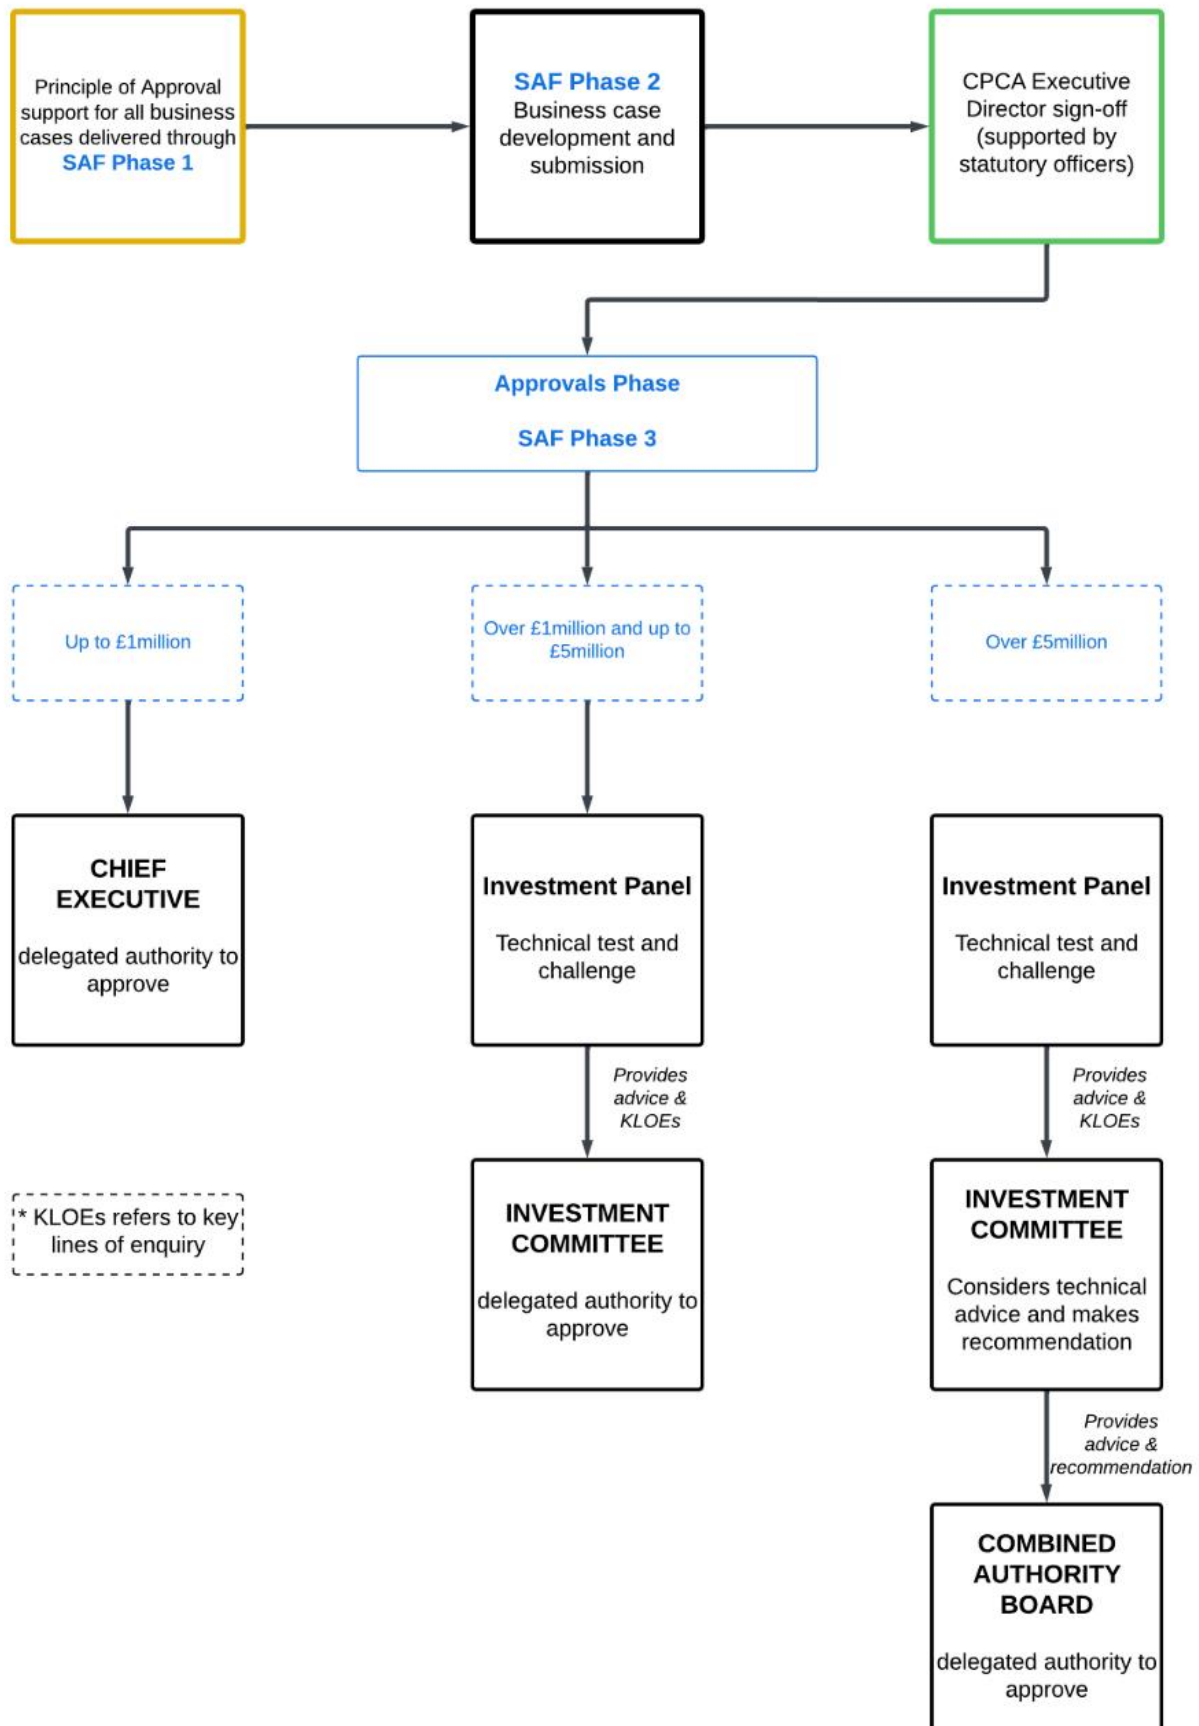 Principle of Approval
support for all business
cases delivered through
SAF Phase 1
SAF Phase 2
Business case
development and
submission
CPCA Executive
Director sign-off
(supported by
statutory officers)
Approvals Phase
SAF Phase 3
Up to £1million
Over £1million and up to
£5million
Over £5million
CHIEF
EXECUTIVE
delegated authority to
approve
Investment Panel
Technical test and
challenge
Investment Panel
Technical test and
challenge
Provides
advice &
KLOEs
Provides
advice &
KLOEs
* KLOEs refers to key
lines of enquiry
INVESTMENT
COMMITTEE
delegated authority to
approve
INVESTMENT
COMMITTEE
Considers technical
advice and makes
recommendation
Provides
advice &
recommendation
COMBINED
AUTHORITY
BOARD
delegated authority to
approve